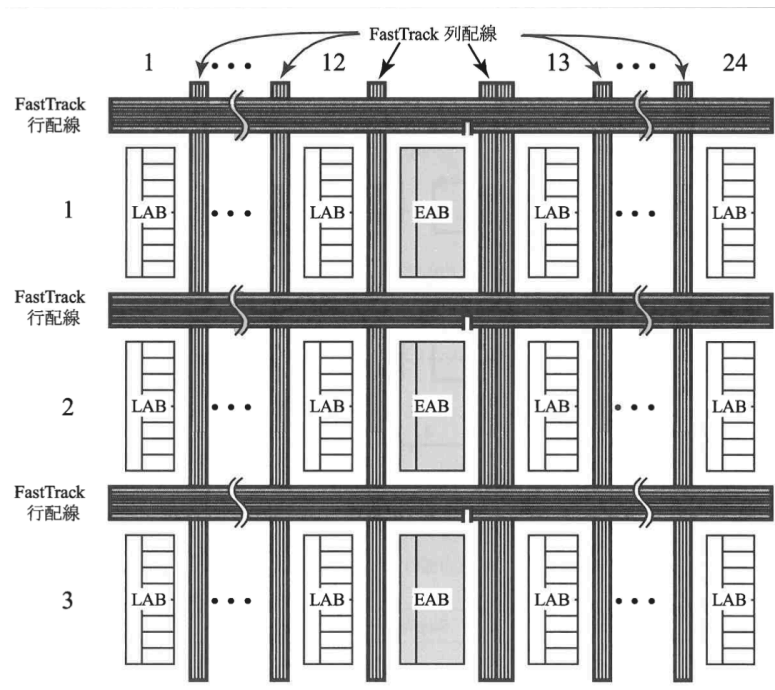 FastTrack 列配線
1 • • • 12 13 • • • 24
FastTrack
行配線
1 LAB • • • LAB EAB LAB • • • LAB
FastTrack
行配線
2 LAB • • • LAB EAB LAB • • • LAB
FastTrack
行配線
3 LAB • • • LAB EAB LAB • • • LAB